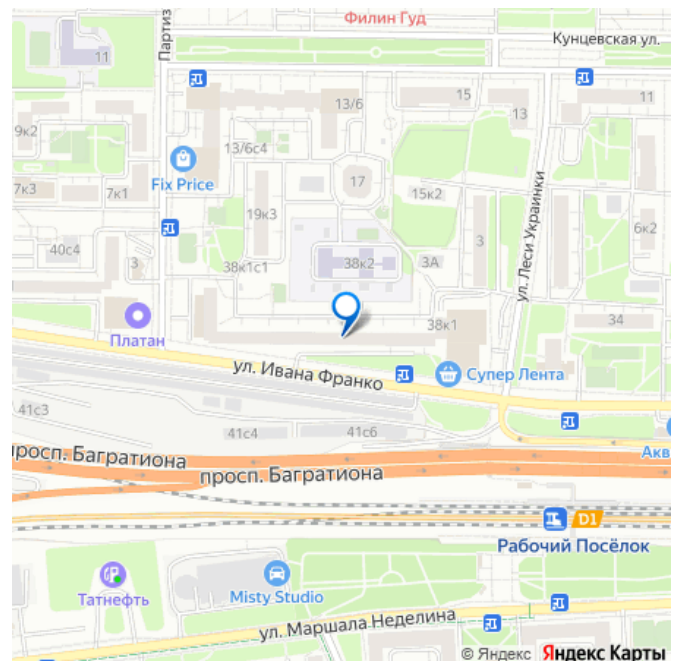 Филин Гуд
Кунцевская ул.
11
Партиз
13/6
15
13
11
9к2
13/6с4
Fix Price
17
7к3
7к1
15к2
19к3
6к2
40с4
3
38к1с1
38к2
3А
3
ул. Леси Украинки
Платан
38к1
34
ул. Ивана Франко
Супер Лента
41с3
41с4
41с6
просп. Багратиона
просп. Багратиона
Акв
D1
Рабочий Посёлок
Татнефть
Misty Studio
ул. Маршала Неделина
© Яндекс Яндекс Карты